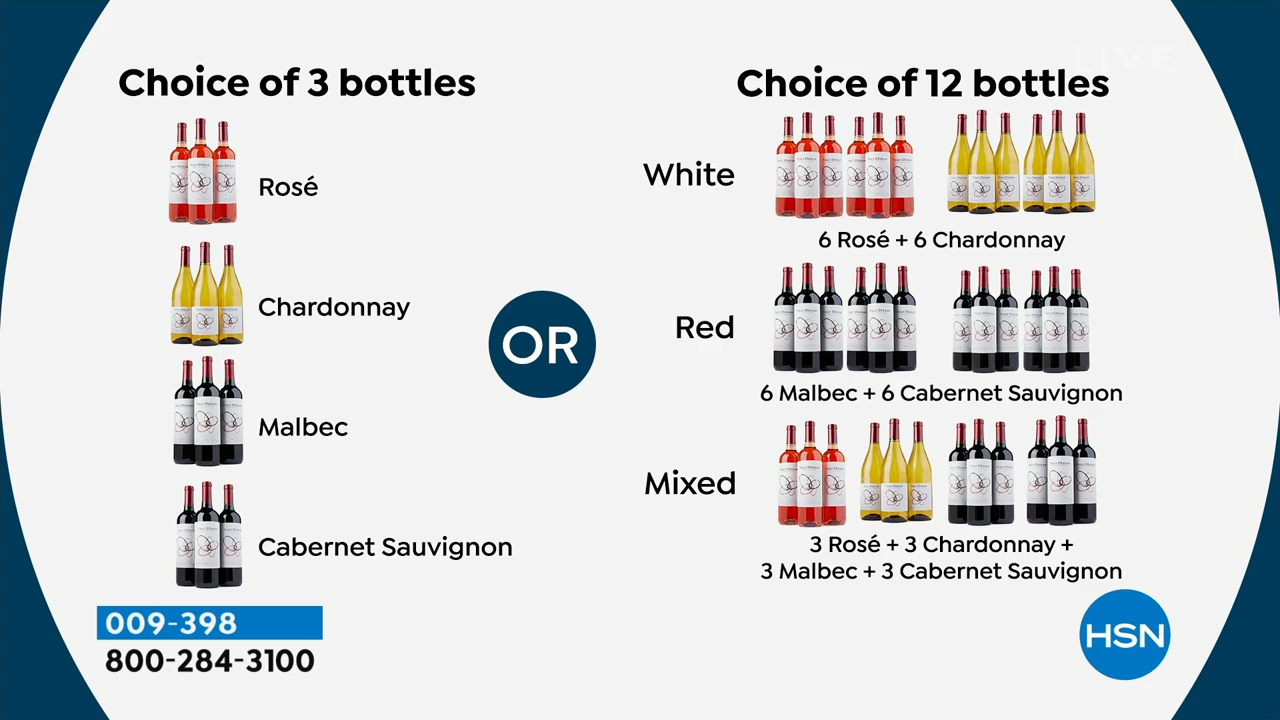 LIVE
Choice of 3 bottles
Rosé
Chardonnay
Malbec
Cabernet Sauvignon
OR
Choice of 12 bottles
White
6 Rosé + 6 Chardonnay
Red
6 Malbec + 6 Cabernet Sauvignon
Mixed
3 Rosé + 3 Chardonnay +
3 Malbec + 3 Cabernet Sauvignon
009-398
800-284-3100
HSN